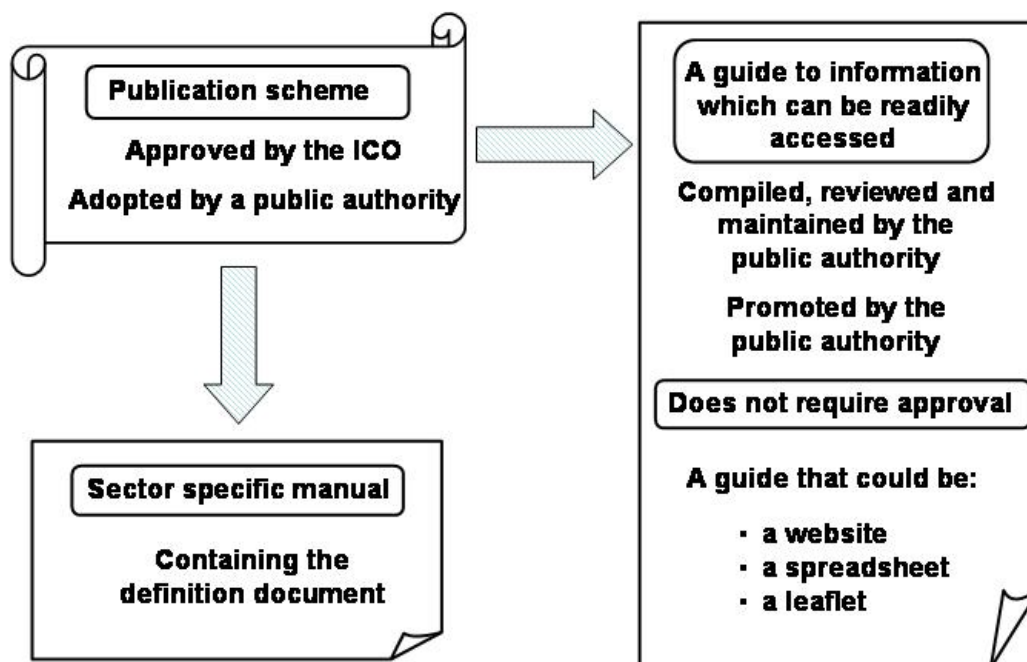 Publication scheme
Approved by the ICO
Adopted by a public authority
Sector specific manual
Containing the
definition document
A guide to information
which can be readily
accessed
Compiled, reviewed and
maintained by the
public authority
Promoted by the
public authority
Does not require approval
A guide that could be:
▪ a website
▪ a spreadsheet
▪ a leaflet